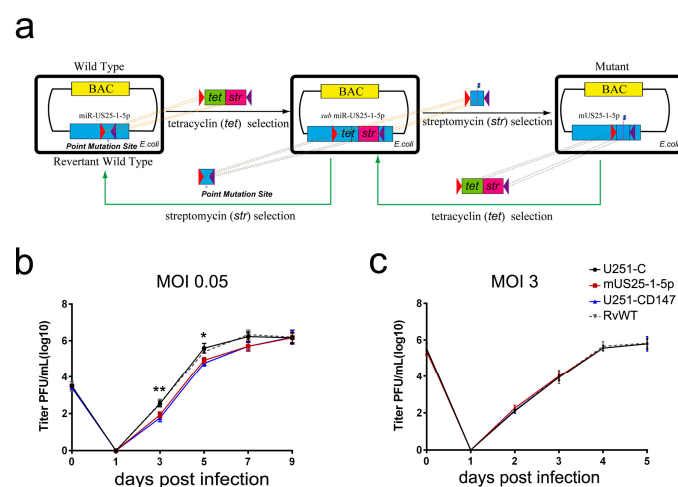 a
Wild Type
Mutant
BAC
BAC
BAC
tet str
s
miR-US25-1-5p
tetracyclin (tet) selection
sub miR-US25-1-5p
streptomycin (str) selection
mUS25-1-5p
s
tet str
Point Mutation Site
E.coli
E.coli
E.coli
Revertant Wild Type
Point Mutation Site
tet str
streptomycin (str) selection
tetracyclin (tet) selection
b
MOI 0.05
c
MOI 3
U251-C
mUS25-1-5p
U251-CD147
RvWT
8
6
4
2
0
Titer PFU/mL(log10)
**
*
0 1 3 5 7 9
days post infection
8
6
4
2
0
Titer PFU/mL(log10)
0 1 2 3 4 5
days post infection